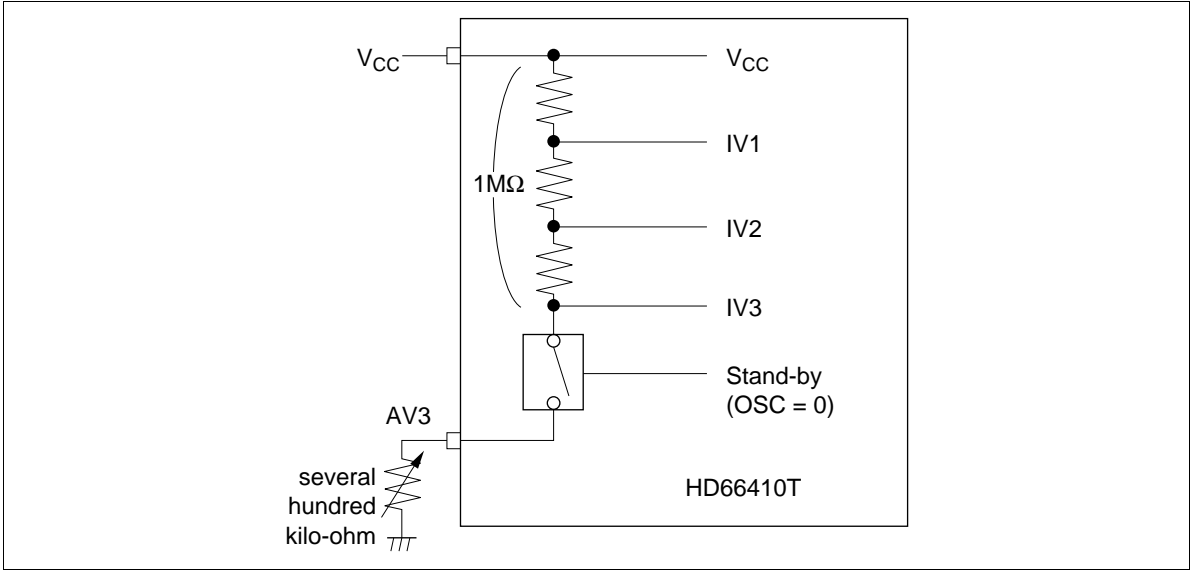 VCC
VCC
IV1
1MΩ
IV2
IV3
Stand-by
(OSC = 0)
AV3
several
hundred
kilo-ohm
HD66410T